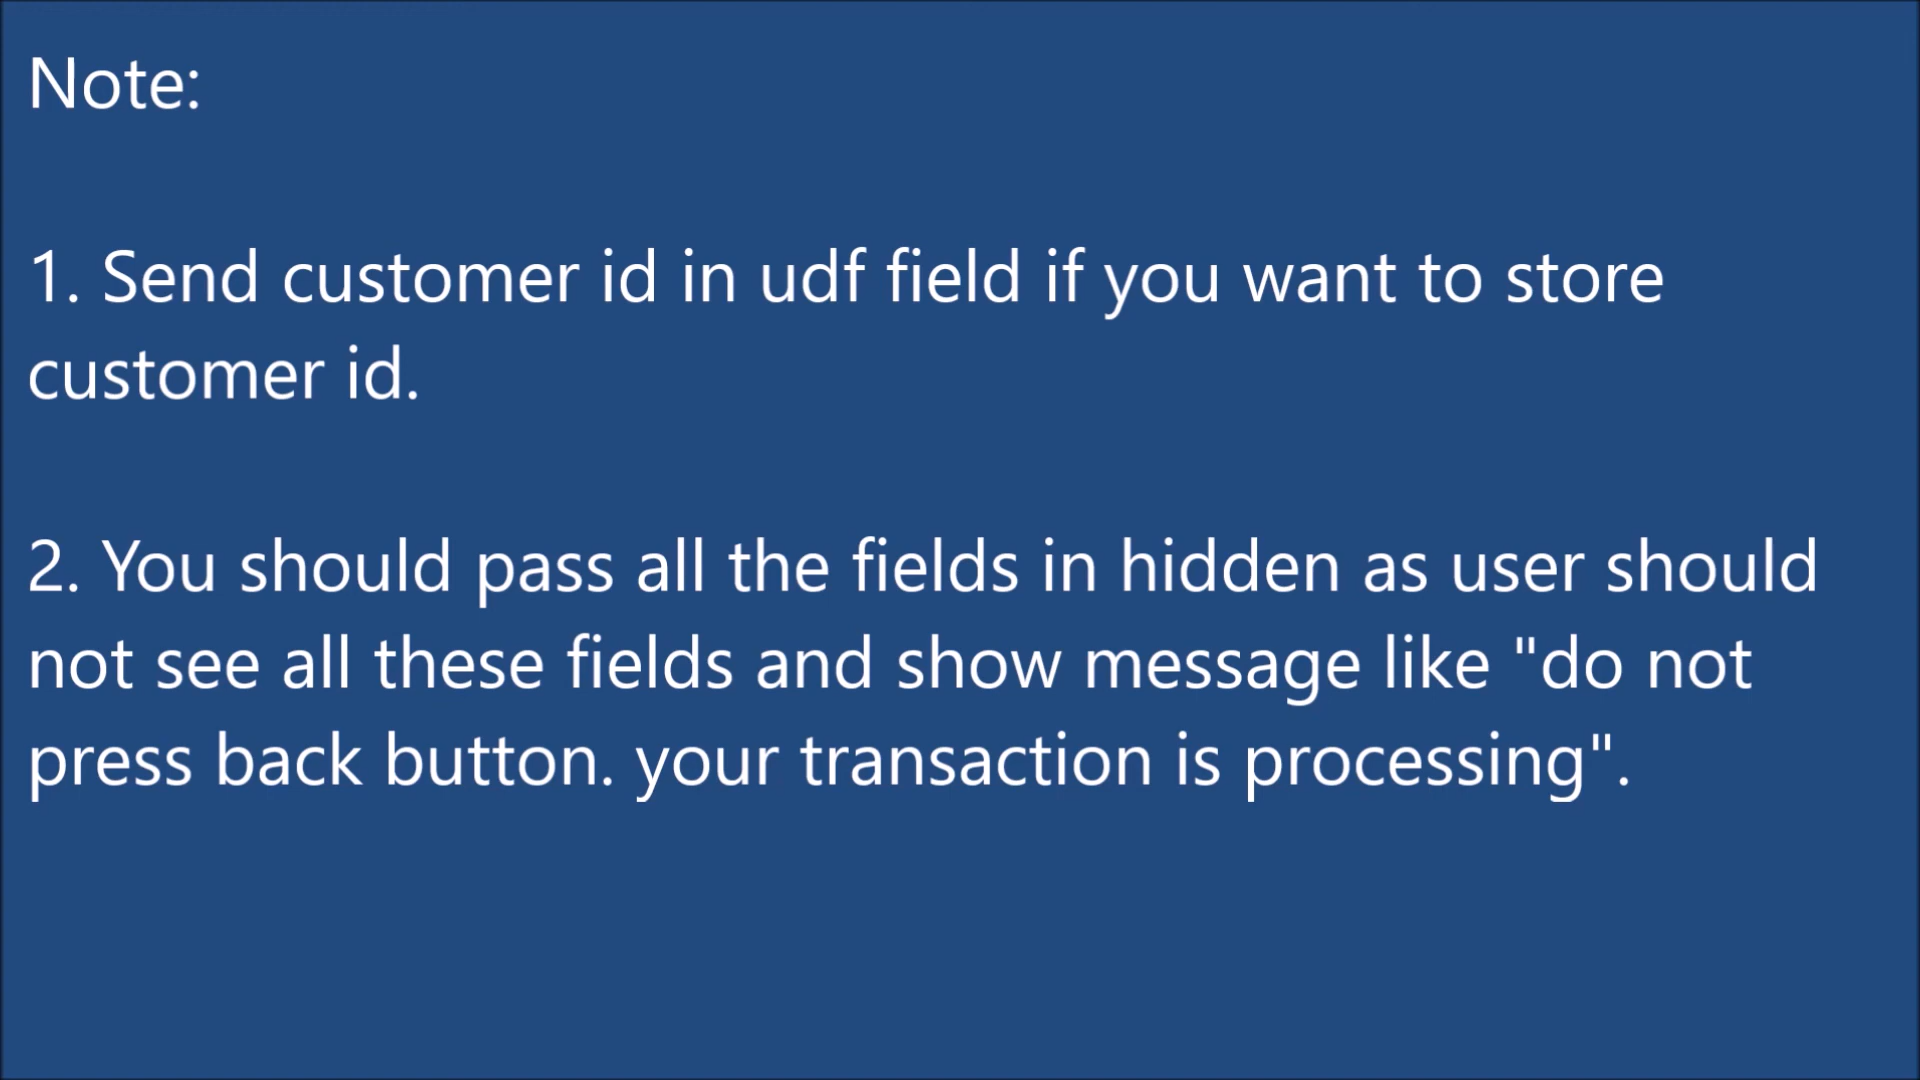 Note:
1. Send customer id in udf field if you want to store
customer id.
2. You should pass all the fields in hidden as user should
not see all these fields and show message like "do not
press back button. your transaction is processing".